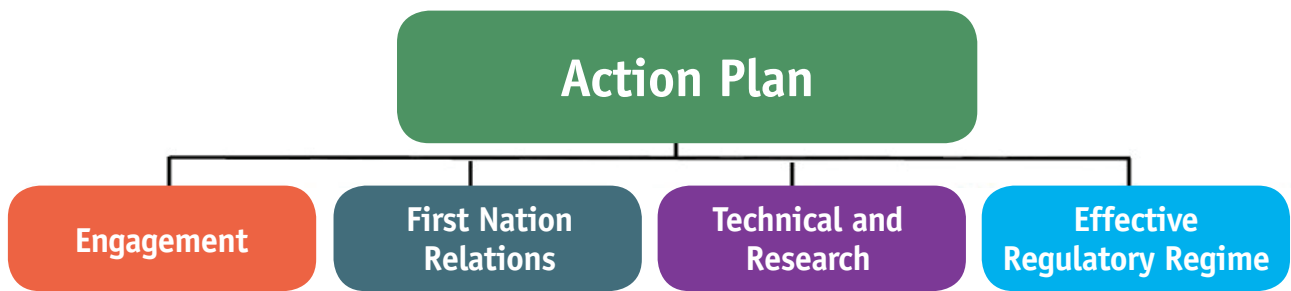 Action Plan
Engagement
First Nation
Relations
Technical and
Research
Effective
Regulatory Regime